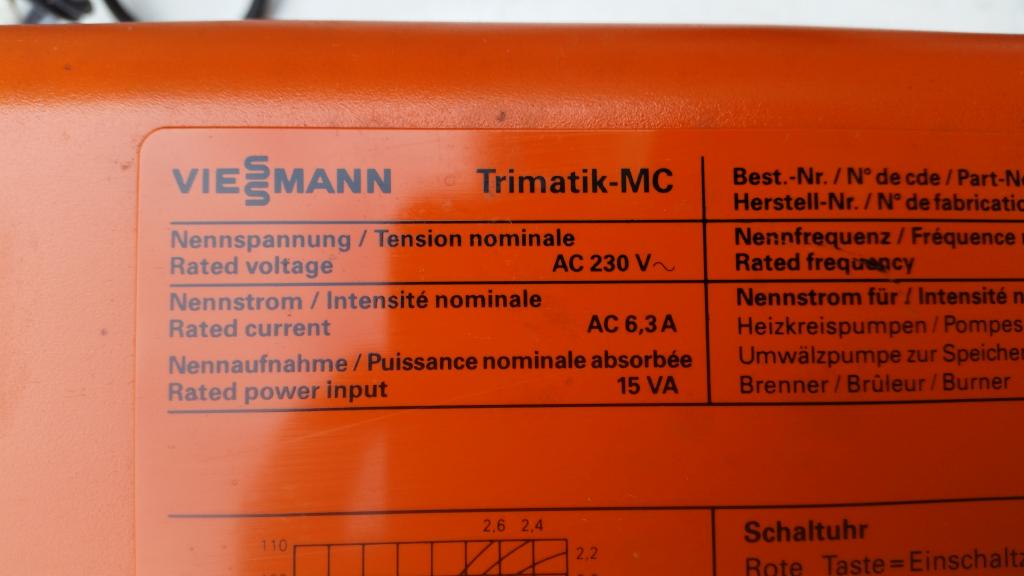 VIESSMANN Trimatik-MC
Nennspannung / Tension nominale
Rated voltage AC 230 V~
Nennstrom / Intensité nominale
Rated current AC 6,3 A
Nennaufnahme / Puissance nominale absorbée
Rated power input 15 VA
Best.-Nr. / N° de cde / Part-N
Herstell-Nr. / N° de fabricatio
Nennfrequenz / Fréquence
Rated frequency
Nennstrom für / Intensité n
Heizkreispumpen / Pompes
Umwälzpumpe zur Speicher
Brenner / Brûleur / Burner
2,6 2,4
110
2,2
Schaltuhr
Rote Taste = Einschaltz